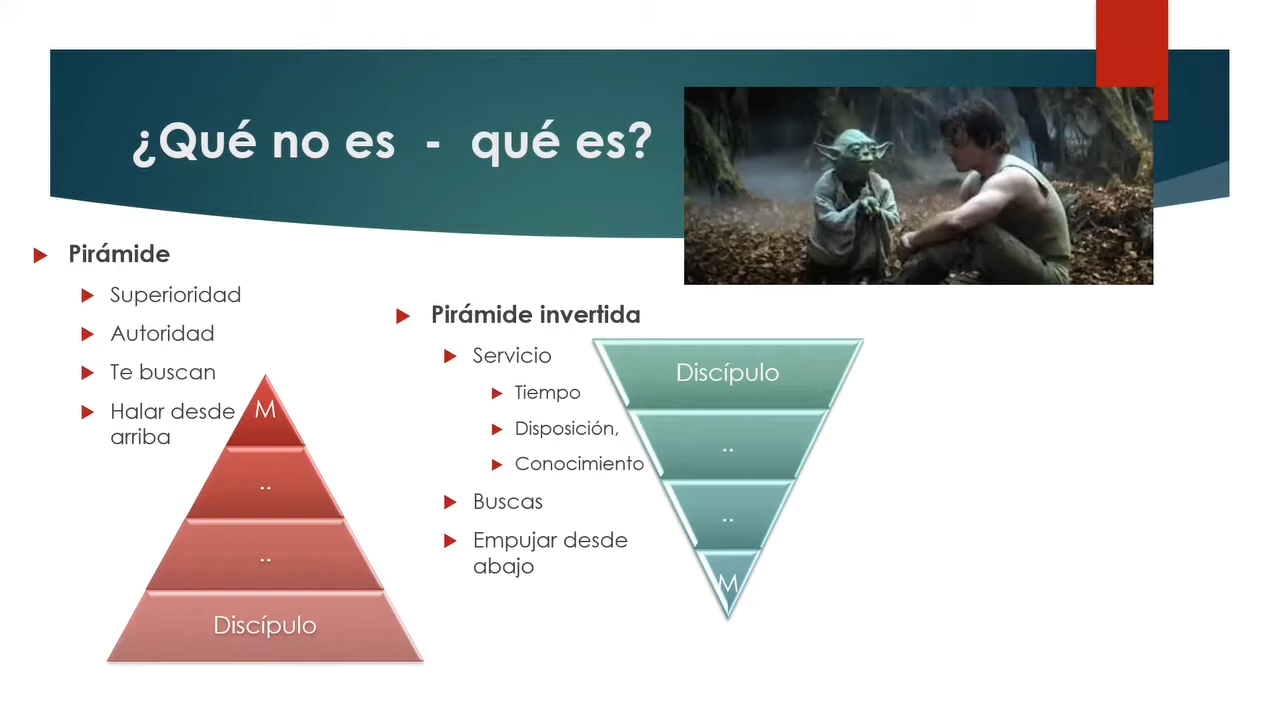 ¿Qué no es - qué es?
Pirámide
Superioridad
Autoridad
Te buscan
Halar desde
arriba
M
..
..
Discípulo
Pirámide invertida
Servicio
Tiempo
Disposición,
Conocimiento
Buscas
Empujar desde
abajo
Discípulo
..
..
M